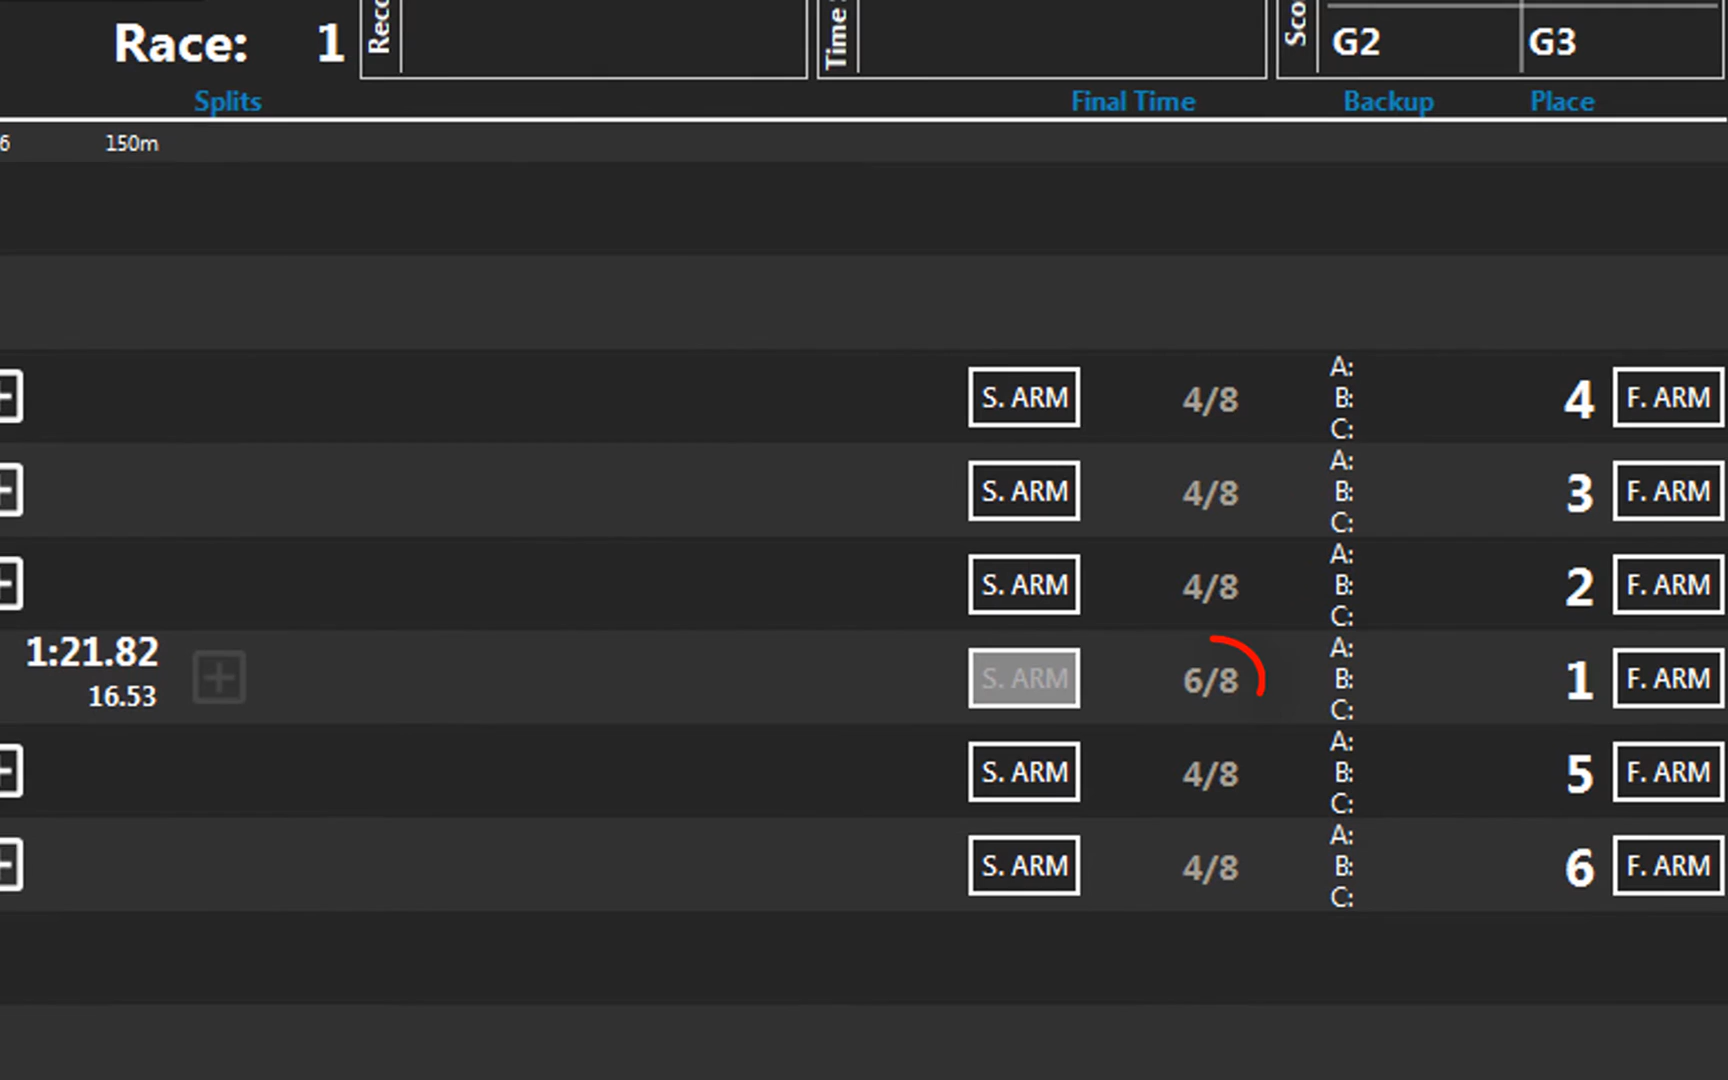 Race: 1
Reco
Time
Sco
G2 G3
Splits Final Time Backup Place
6 150m
S. ARM 4/8 A: B: C: 4 F. ARM
S. ARM 4/8 A: B: C: 3 F. ARM
S. ARM 4/8 A: B: C: 2 F. ARM
1:21.82
16.53
S. ARM 6/8 A: B: C: 1 F. ARM
S. ARM 4/8 A: B: C: 5 F. ARM
S. ARM 4/8 A: B: C: 6 F. ARM